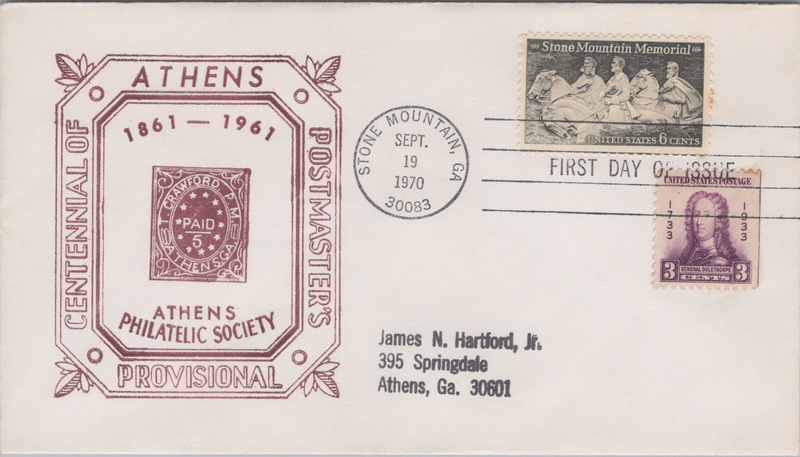 ATHENS
1861 — 1961
CENTENNIAL OF
POSTMASTER'S
T. CRAWFORD P.M.
PAID
5
ATHENS GA.
ATHENS
PHILATELIC SOCIETY
PROVISIONAL
STONE MOUNTAIN, GA
SEPT.
19
1970
30083
Stone Mountain Memorial
UNITED STATES 6 CENTS
FIRST DAY OF ISSUE
UNITED STATES POSTAGE
1733
1933
GENERAL OGLETHORPE
3 CENTS 3
James N. Hartford, Jr.
395 Springdale
Athens, Ga. 30601